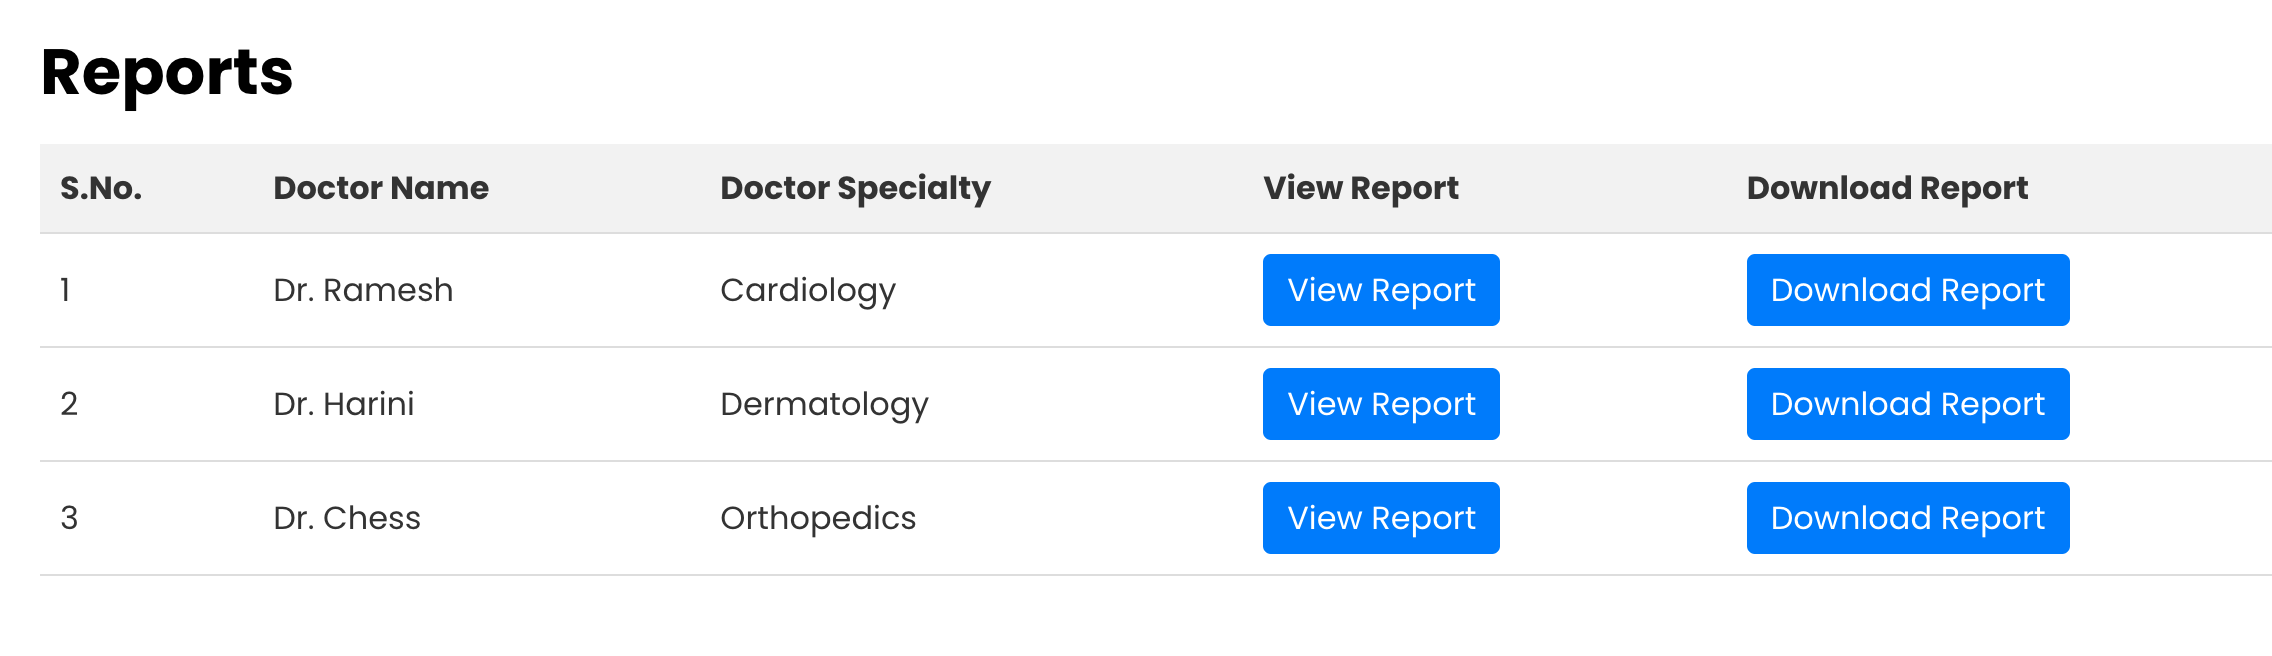 Reports
S.No. Doctor Name Doctor Specialty View Report Download Report
1 Dr. Ramesh Cardiology View Report Download Report
2 Dr. Harini Dermatology View Report Download Report
3 Dr. Chess Orthopedics View Report Download Report